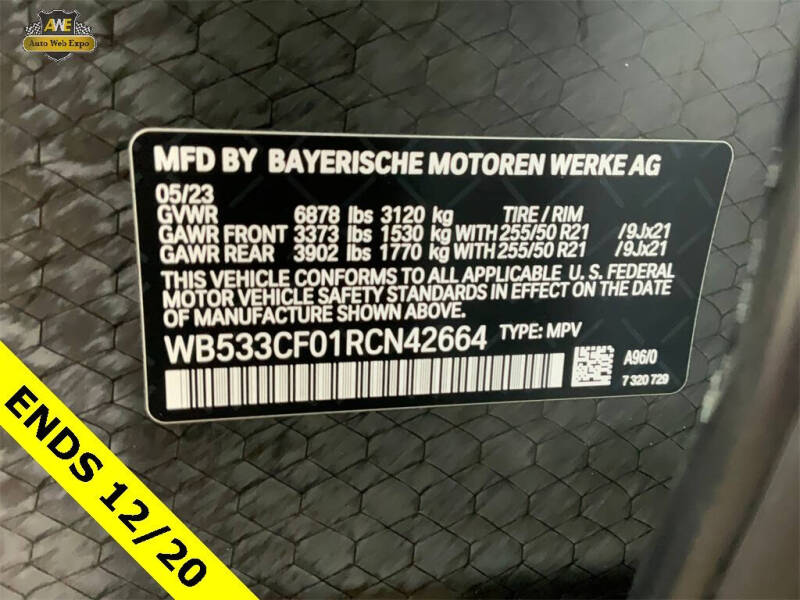 AWE
Auto Web Expo
MFD BY BAYERISCHE MOTOREN WERKE AG
05/23
GVWR 6878 lbs 3120 kg TIRE / RIM
GAWR FRONT 3373 lbs 1530 kg WITH 255/50 R21 / 9Jx21
GAWR REAR 3902 lbs 1770 kg WITH 255/50 R21 / 9Jx21
THIS VEHICLE CONFORMS TO ALL APPLICABLE U. S. FEDERAL
MOTOR VEHICLE SAFETY STANDARDS IN EFFECT ON THE DATE
OF MANUFACTURE SHOWN ABOVE.
WB533CF01RCN42664 TYPE: MPV
A96/0
7 320 729
ENDS 12/20